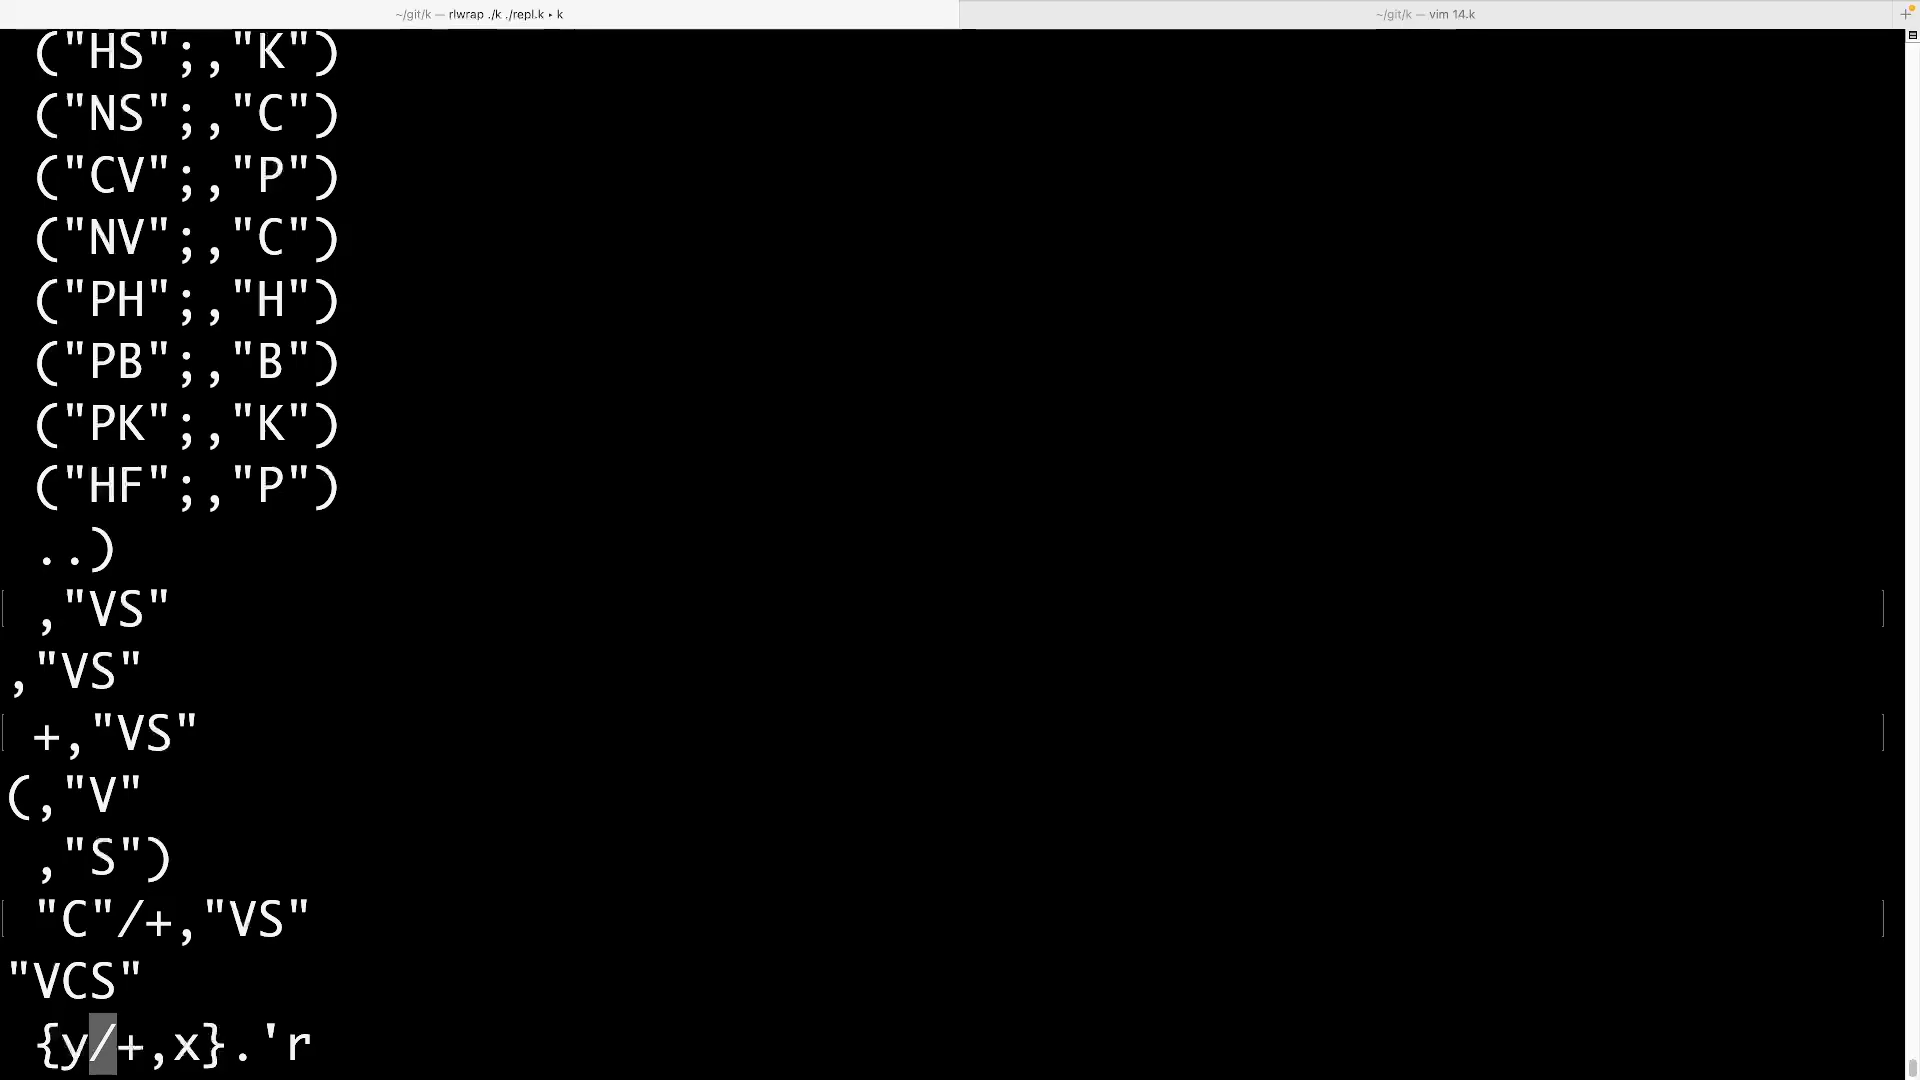 ~/git/k — rlwrap ./k ./repl.k ‣ k
~/git/k — vim 14.k
("HS";,"K")
("NS";,"C")
("CV";,"P")
("NV";,"C")
("PH";,"H")
("PB";,"B")
("PK";,"K")
("HF";,"P")
..)
,"VS"
,"VS"
+,"VS"
(,"V"
,"S")
"C"/+,"VS"
"VCS"
{y/+,x}.'r